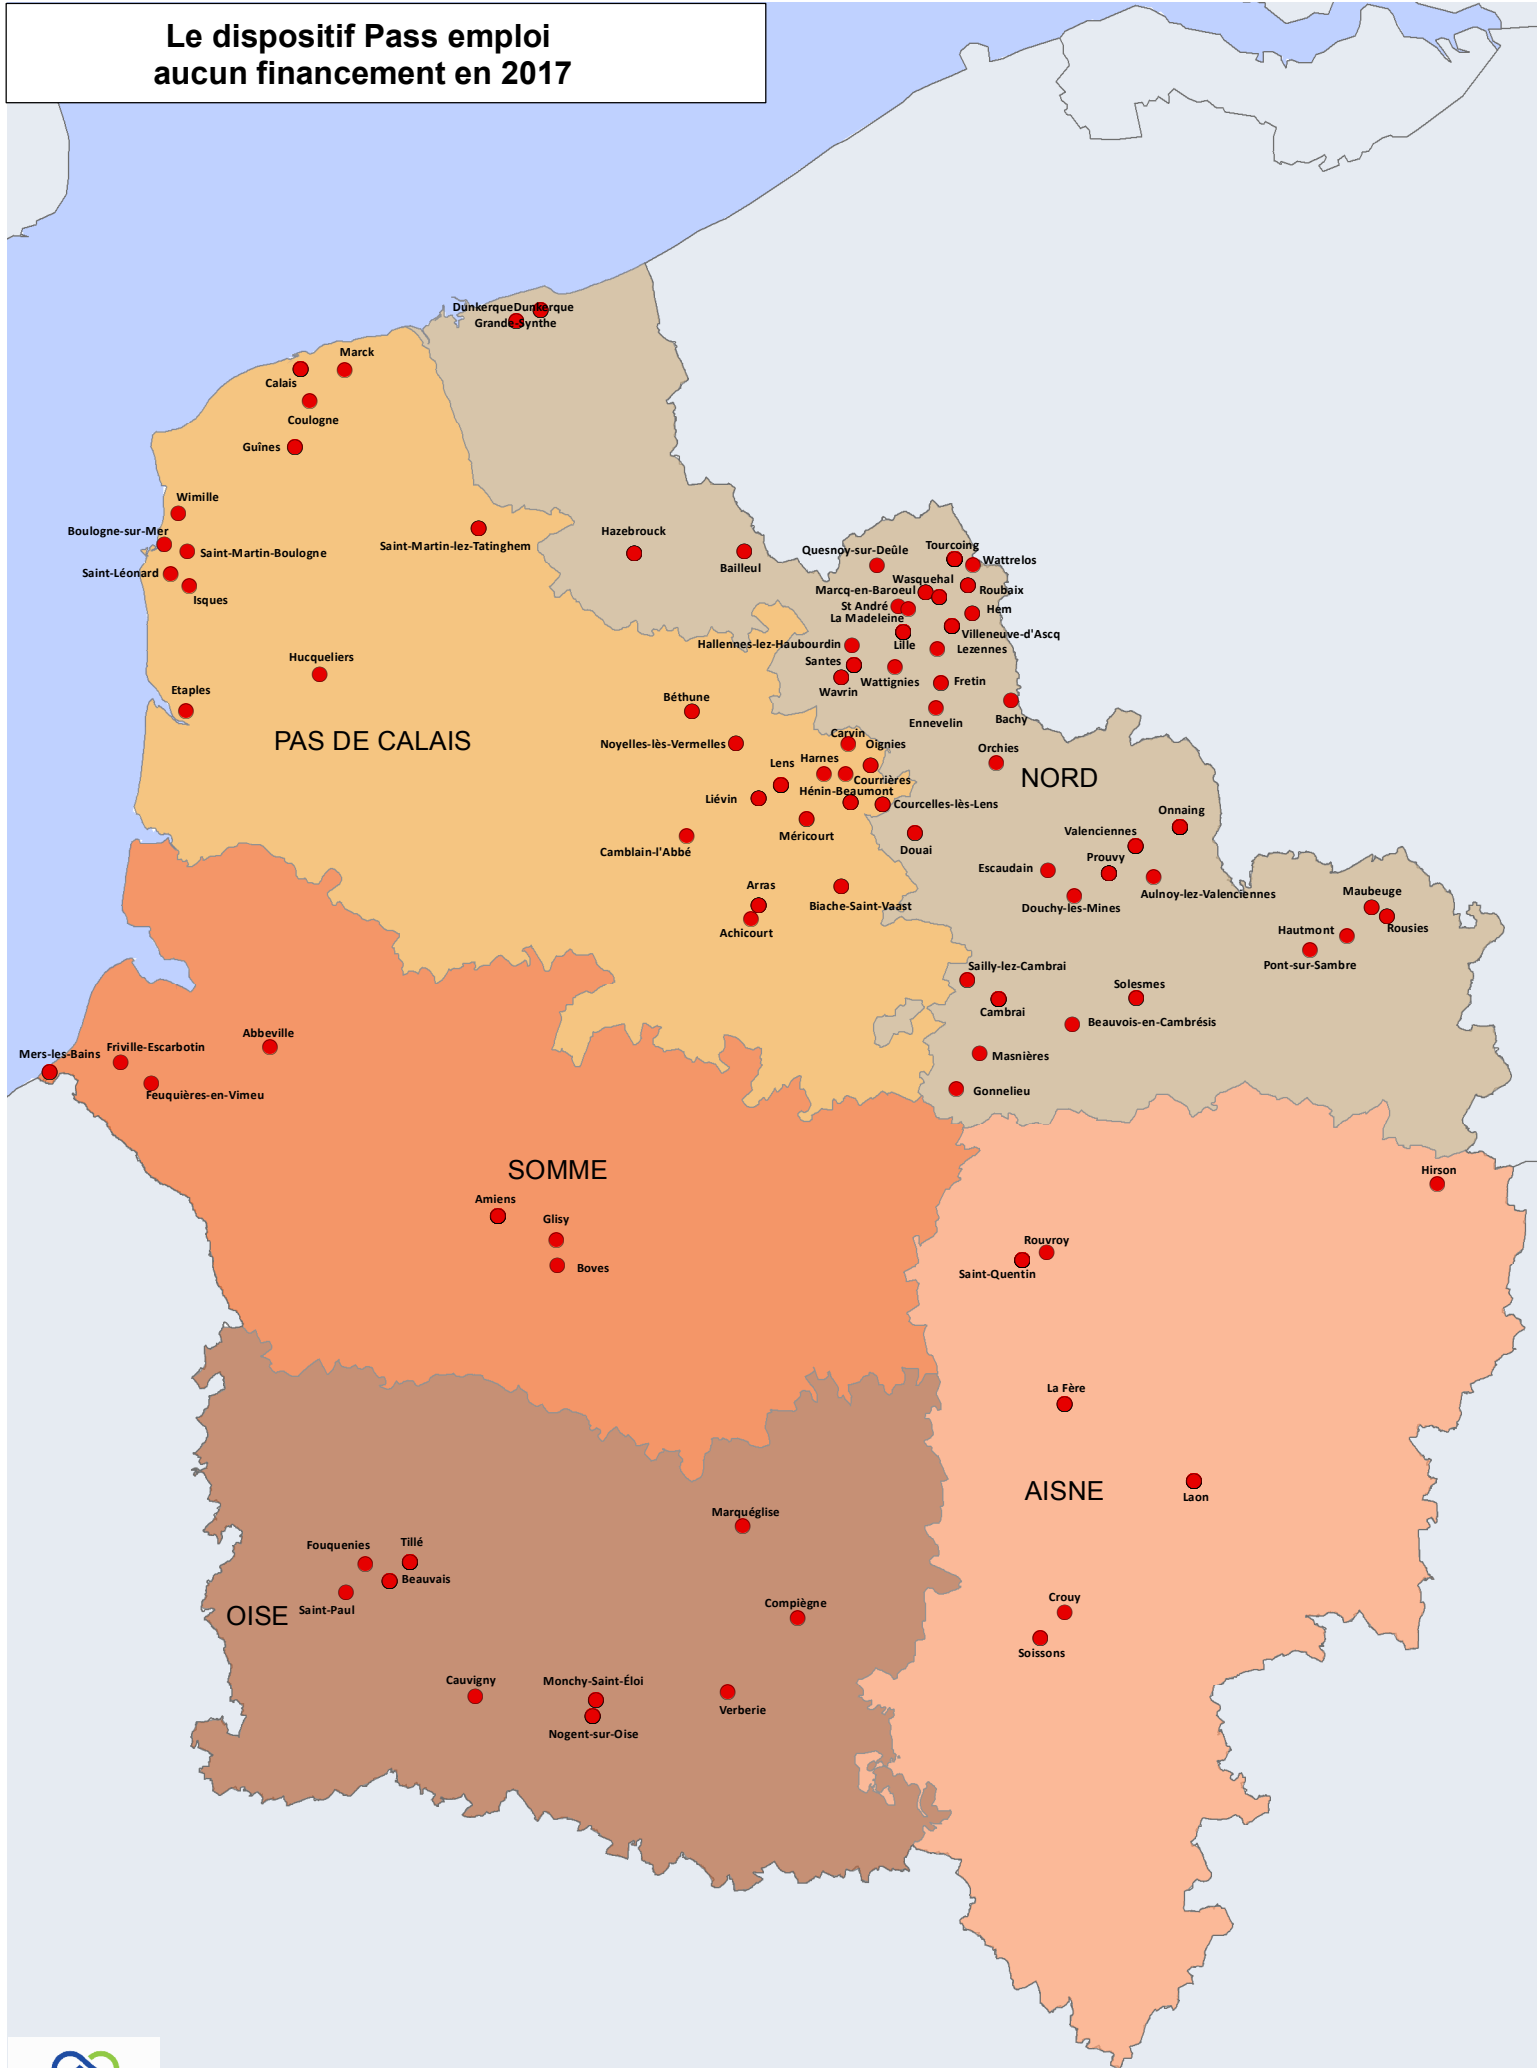 Le dispositif Pass emploi
aucun financement en 2017
Dunkerque Dunkerque
Grande-Synthe
Marck
Calais
Coulogne
Guînes
Wimille
Boulogne-sur-Mer
Saint-Martin-Boulogne
Saint-Léonard
Isques
Saint-Martin-lez-Tatinghem
Hazebrouck
Bailleul
Quesnoy-sur-Deûle
Tourcoing
Wattrelos
Wasquehal
Marcq-en-Baroeul
Roubaix
St André
Hem
La Madeleine
Villeneuve-d'Ascq
Hallennes-lez-Haubourdin
Lille
Lezennes
Santes
Wattignies
Fretin
Wavrin
Ennevelin
Bachy
Hucqueliers
Etaples
PAS DE CALAIS
Béthune
Noyelles-lès-Vermelles
Carvin
Oignies
Lens
Harnes
Courrières
Hénin-Beaumont
Liévin
Courcelles-lès-Lens
Méricourt
Camblain-l'Abbé
Douai
Orchies
NORD
Onnaing
Valenciennes
Prouvy
Escaudain
Aulnoy-lez-Valenciennes
Douchy-les-Mines
Maubeuge
Rousies
Hautmont
Pont-sur-Sambre
Arras
Biache-Saint-Vaast
Achicourt
Sailly-lez-Cambrai
Solesmes
Cambrai
Beauvois-en-Cambrésis
Masnières
Gonnelieu
Abbeville
Friville-Escarbotin
Mers-les-Bains
Feuquières-en-Vimeu
SOMME
Amiens
Glisy
Boves
Hirson
Rouvroy
Saint-Quentin
La Fère
AISNE
Laon
Marquéglise
Fouquenies
Tillé
Beauvais
Saint-Paul
OISE
Compiègne
Crouy
Soissons
Cauvigny
Monchy-Saint-Éloi
Nogent-sur-Oise
Verberie